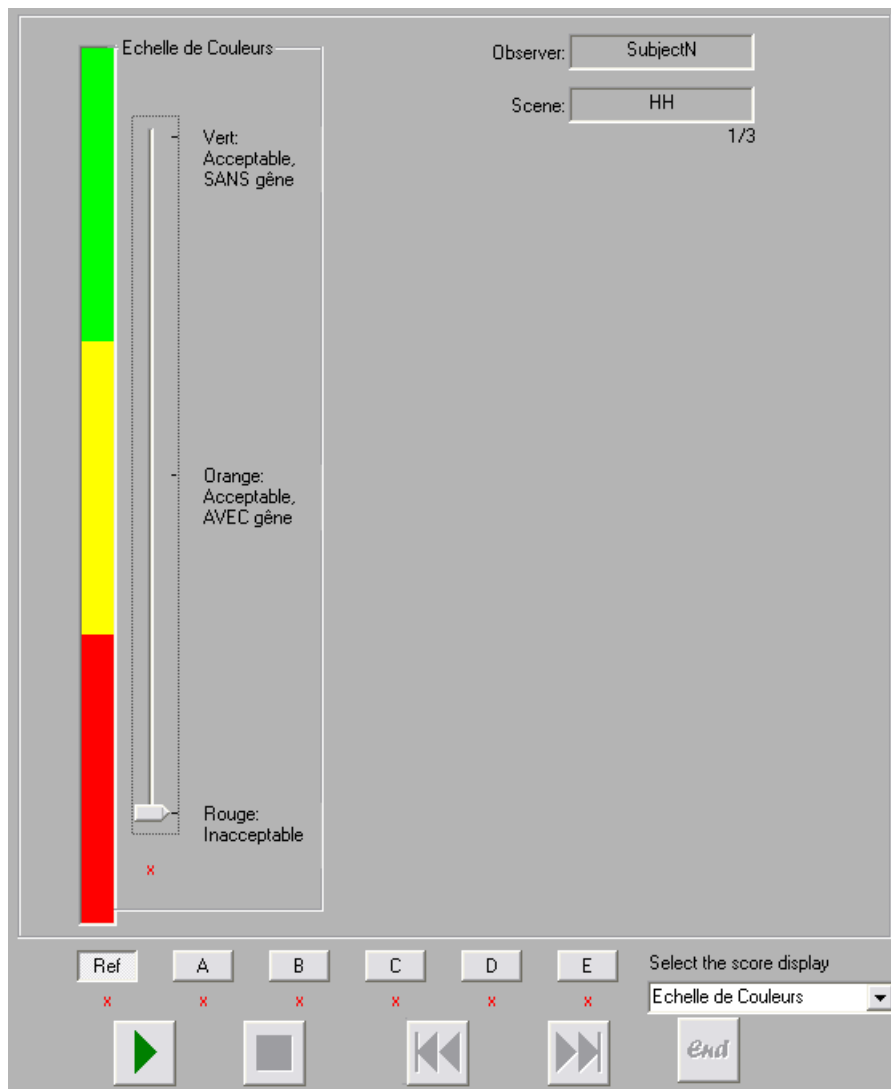 Echelle de Couleurs
Observer: SubjectN
Scene: HH
1/3
Vert:
Acceptable,
SANS gêne
Orange:
Acceptable,
AVEC gêne
Rouge:
Inacceptable
x
Ref A B C D E
x x x x x x
Select the score display
Echelle de Couleurs
end